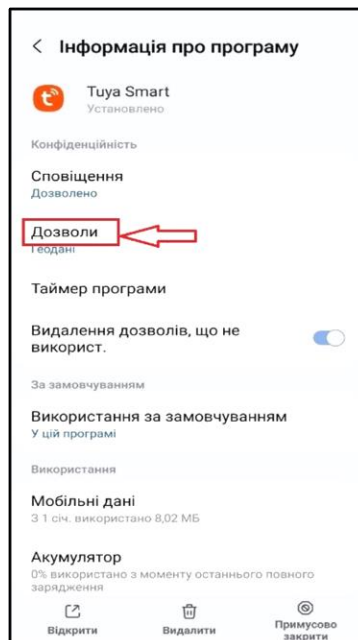 Інформація про програму
Tuya Smart
Установлено
Конфіденційність
Сповіщення
Дозволено
Дозволи
Геодані
Таймер програми
Видалення дозволів, що не
використ.
За замовчуванням
Використання за замовчуванням
У цій програмі
Використання
Мобільні дані
З 1 січ. використано 8,02 МБ
Акумулятор
0% використано з моменту останнього повного
зарядження
Відкрити
Видалити
Примусово
закрити